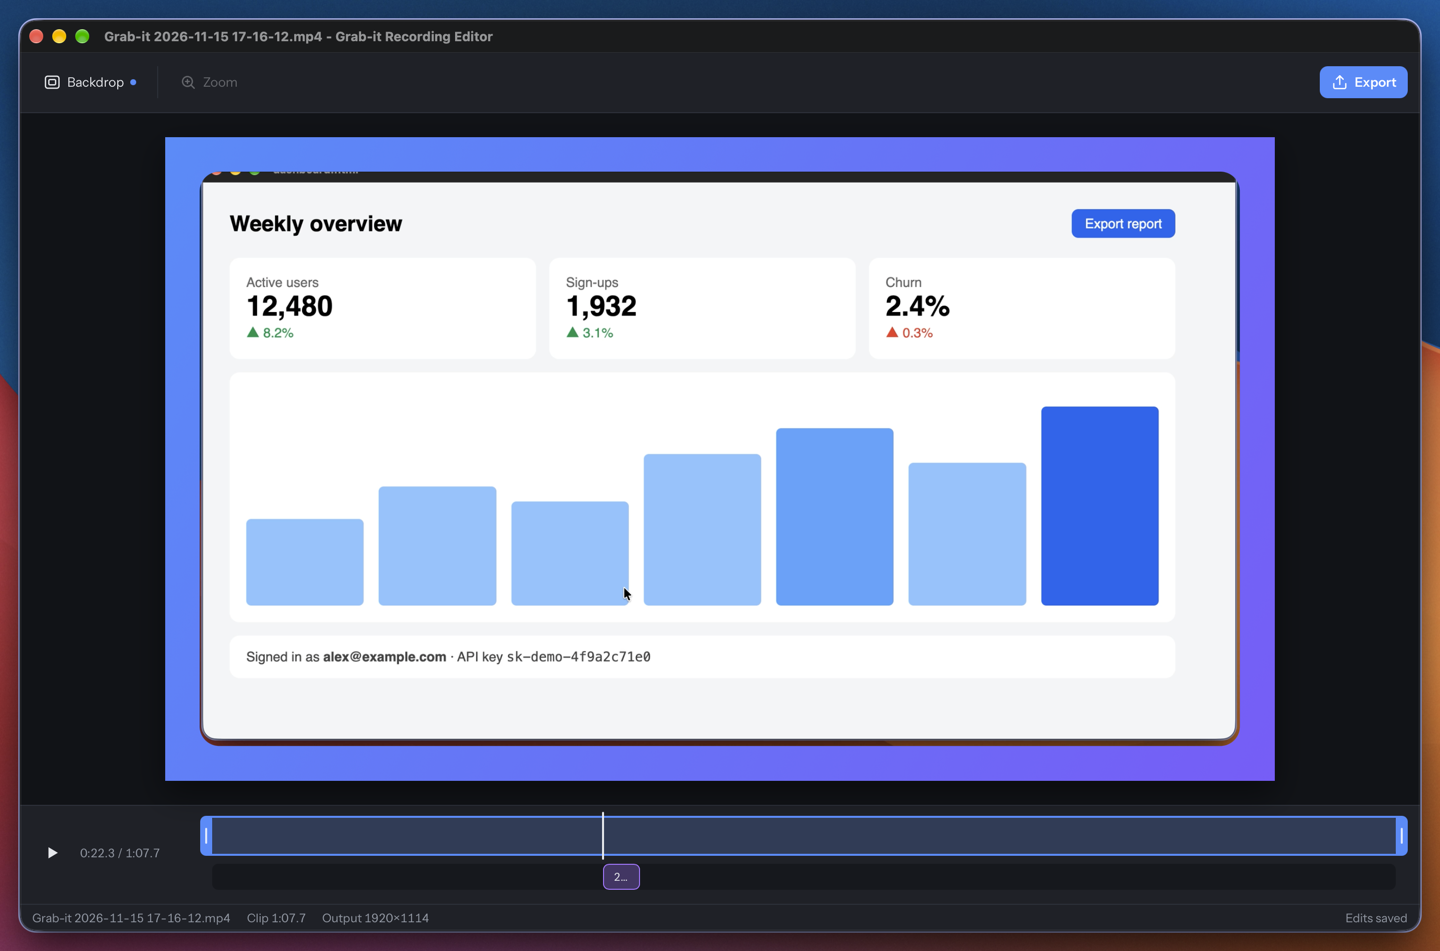 Grab-it 2026-11-15 17-16-12.mp4 - Grab-it Recording Editor
Backdrop
Zoom
Export
Weekly overview
Export report
Active users
12,480
▲ 8.2%
Sign-ups
1,932
▲ 3.1%
Churn
2.4%
▲ 0.3%
Signed in as alex@example.com · API key sk-demo-4f9a2c71e0
0:22.3 / 1:07.7
2...
Grab-it 2026-11-15 17-16-12.mp4 Clip 1:07.7 Output 1920×1114
Edits saved